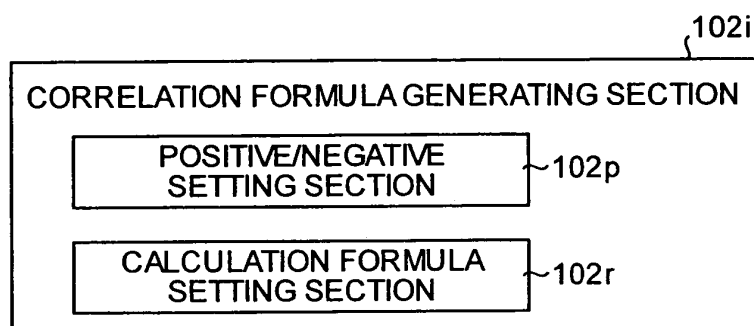 102i
CORRELATION FORMULA GENERATING SECTION
POSITIVE/NEGATIVE
SETTING SECTION
102p
CALCULATION FORMULA
SETTING SECTION
102r